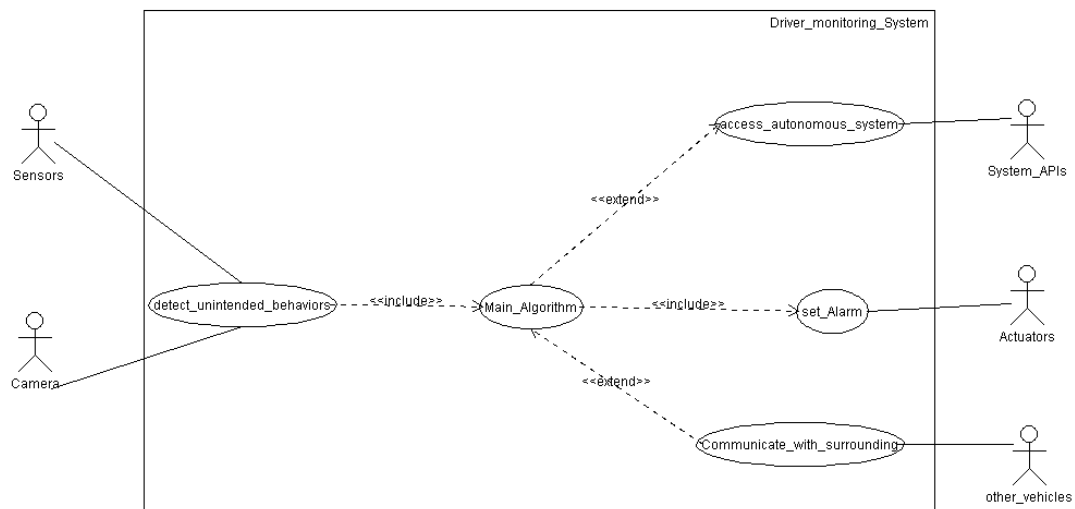 Driver_monitoring_System
access_autonomous_system
Sensors
System_APIs
<<extend>>
detect_unintended_behaviors
<<include>>
Main_Algorithm
<<include>>
set_Alarm
Actuators
Camera
<<extend>>
Communicate_with_surrounding
other_vehicles